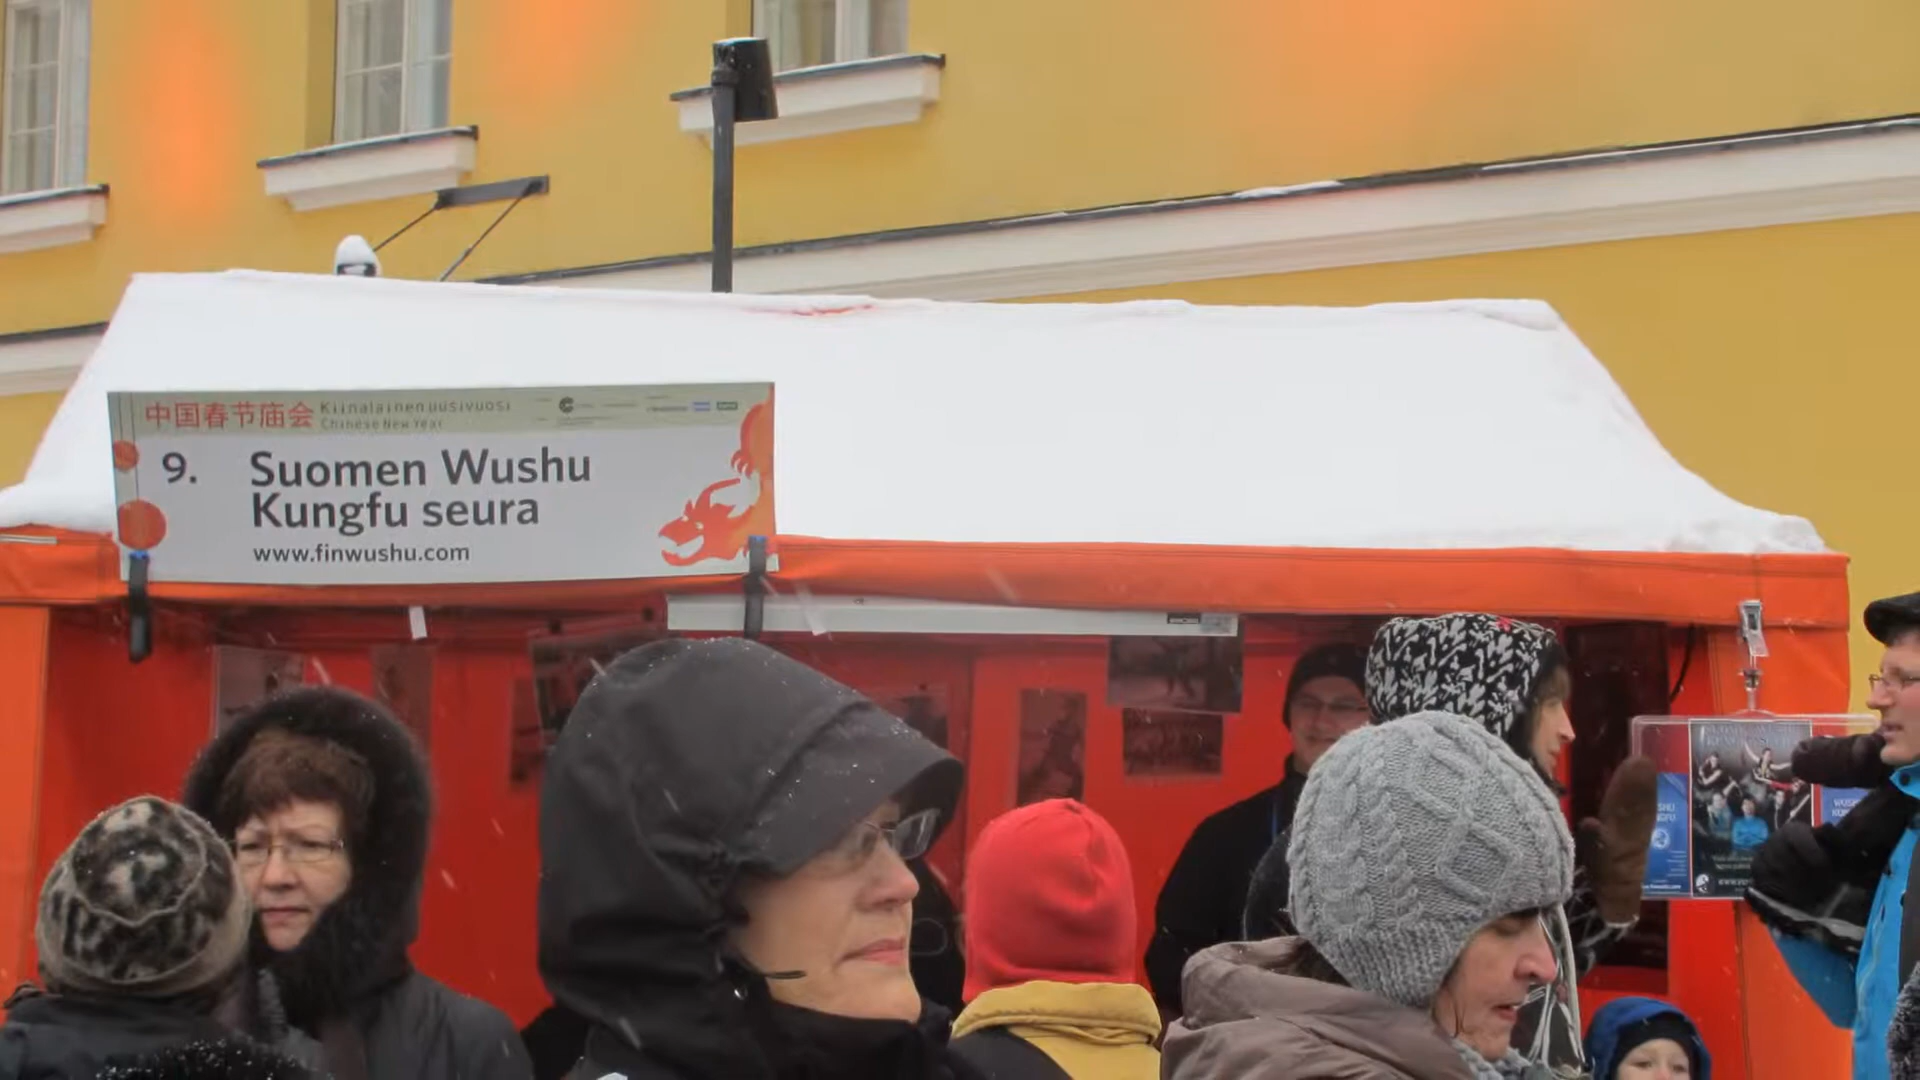 中国春节庙会 Kiinalainen uusivuosi
Chinese New Year
9. Suomen Wushu
Kungfu seura
www.finwushu.com